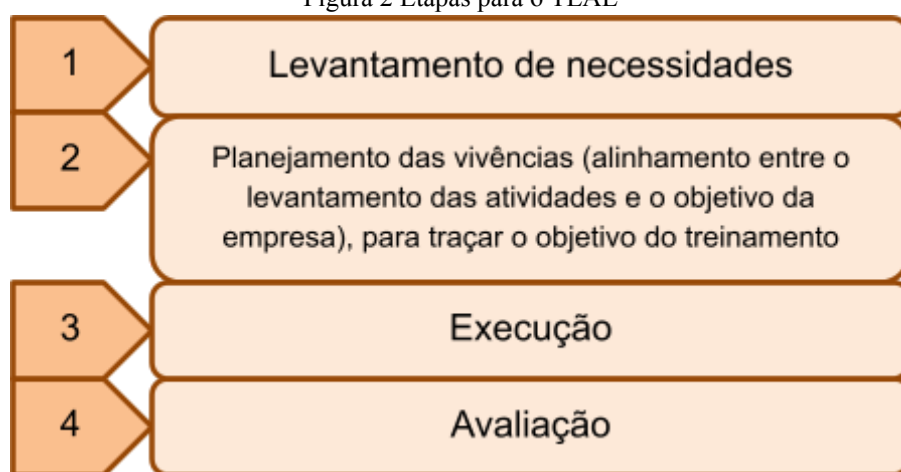 Figura 2 Etapas para o TEAL
1
Levantamento de necessidades
2
Planejamento das vivências (alinhamento entre o
levantamento das atividades e o objetivo da
empresa), para traçar o objetivo do treinamento
3
Execução
4
Avaliação